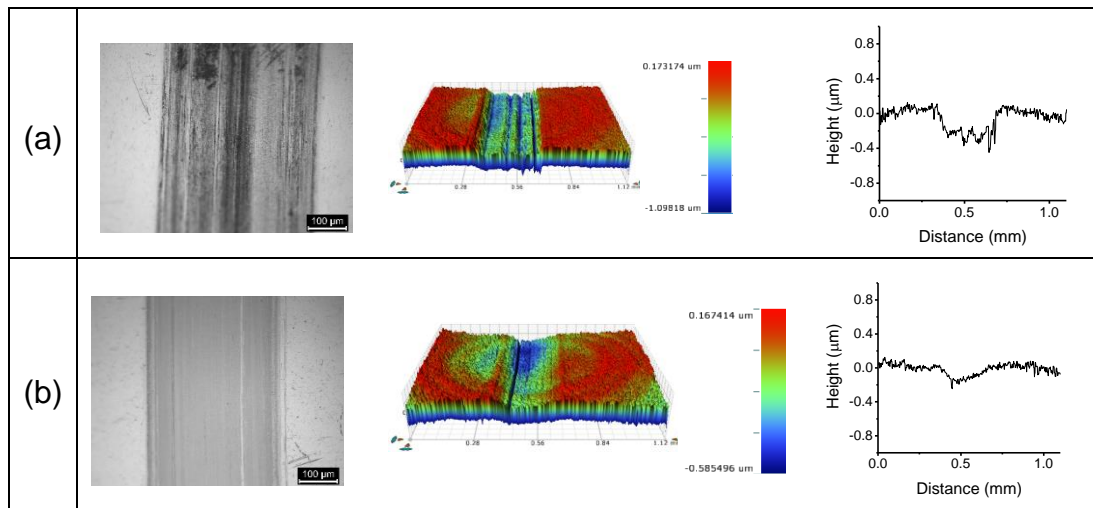 (a)
100 µm
0.173174 um
-1.09818 um
0.28
0.56
0.84
1.12
Height (μm)
0.8
0.4
0.0
-0.4
-0.8
0.0
0.5
1.0
Distance (mm)
(b)
100 µm
0.167414 um
-0.585496 um
0.28
0.56
0.84
1.12
Height (μm)
0.8
0.4
0.0
-0.4
-0.8
0.0
0.5
1.0
Distance (mm)